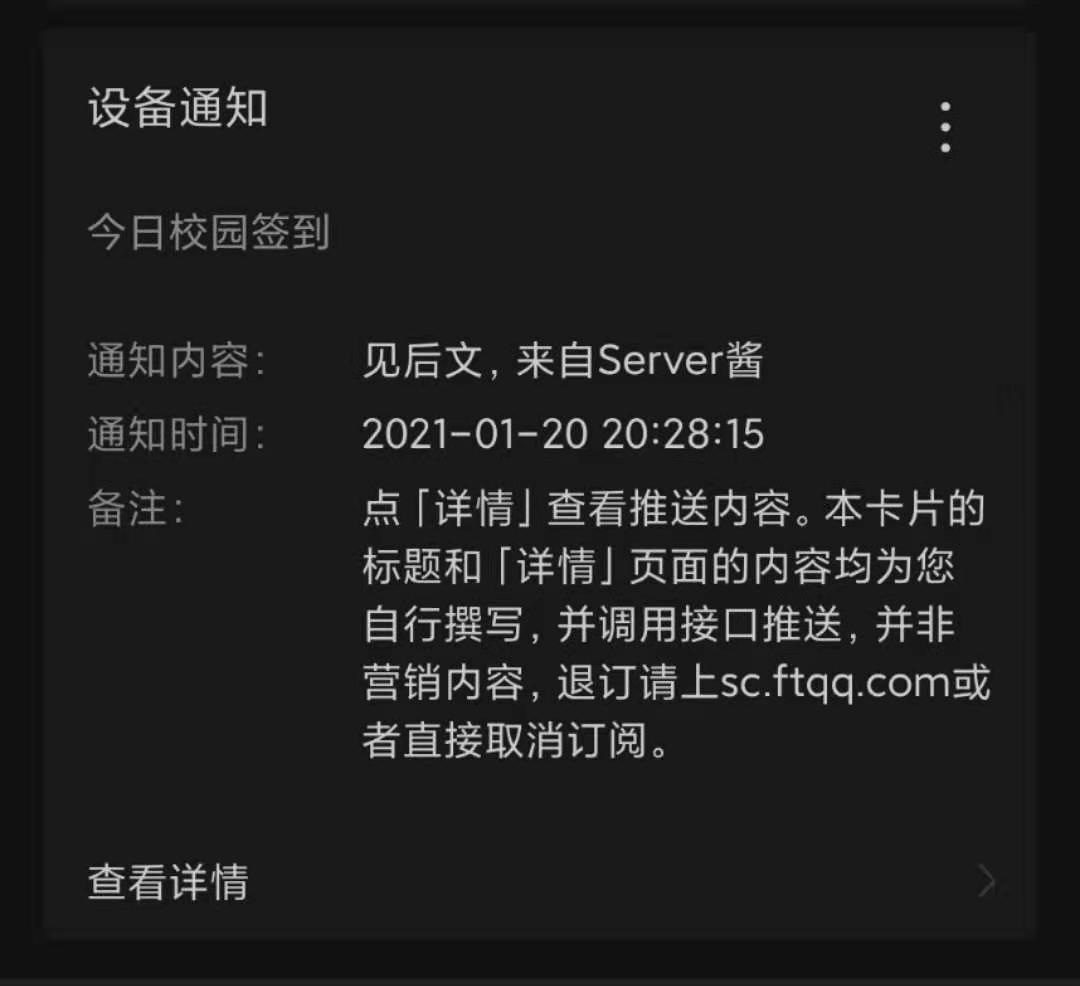 设备通知
今日校园签到
通知内容： 见后文，来自Server酱
通知时间： 2021-01-20 20:28:15
备注： 点「详情」查看推送内容。本卡片的
标题和「详情」页面的内容均为您
自行撰写，并调用接口推送，并非
营销内容，退订请上sc.ftqq.com或
者直接取消订阅。
查看详情